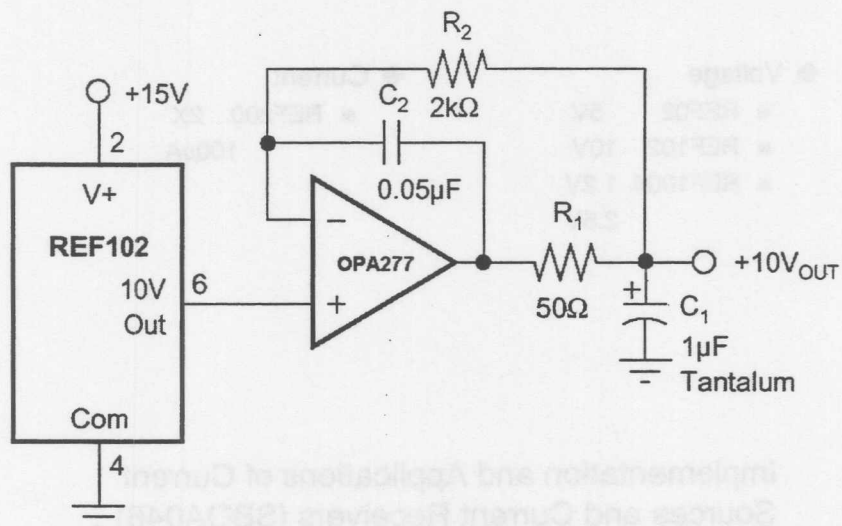 R2
+15V
C2
2kΩ
2
0.05µF
V+
REF102
R1
OPA277
10V
Out
6
+10VOUT
50Ω
C1
1µF
Tantalum
Com
4